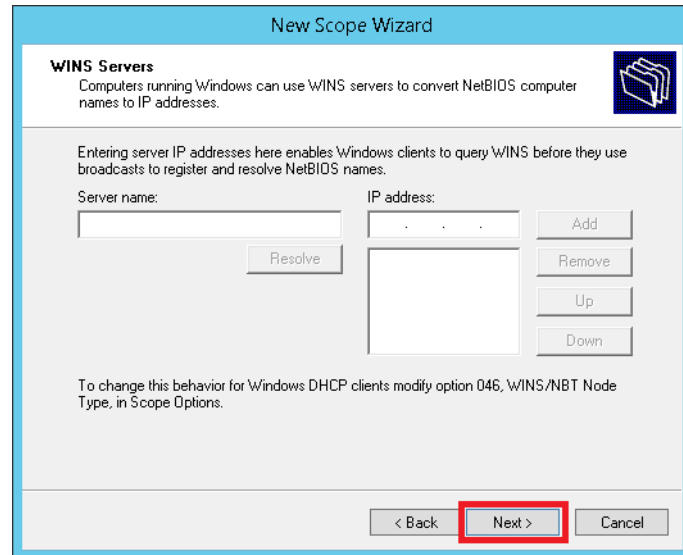 New Scope Wizard
WINS Servers
Computers running Windows can use WINS servers to convert NetBIOS computer
names to IP addresses.
Entering server IP addresses here enables Windows clients to query WINS before they use
broadcasts to register and resolve NetBIOS names.
Server name:
IP address:
. . .
Add
Resolve
Remove
Up
Down
To change this behavior for Windows DHCP clients modify option 046, WINS/NBT Node
Type, in Scope Options.
< Back
Next >
Cancel